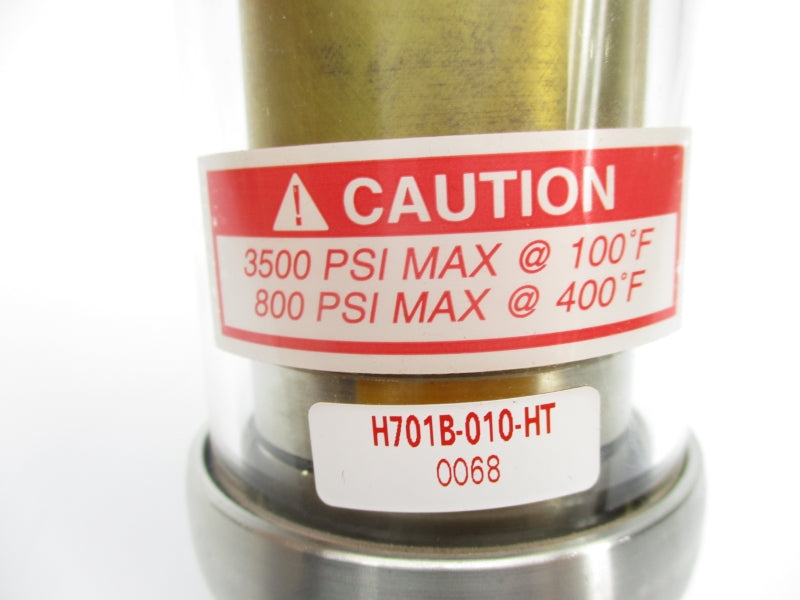 CAUTION
3500 PSI MAX @ 100°F
800 PSI MAX @ 400°F
H701B-010-HT
0068